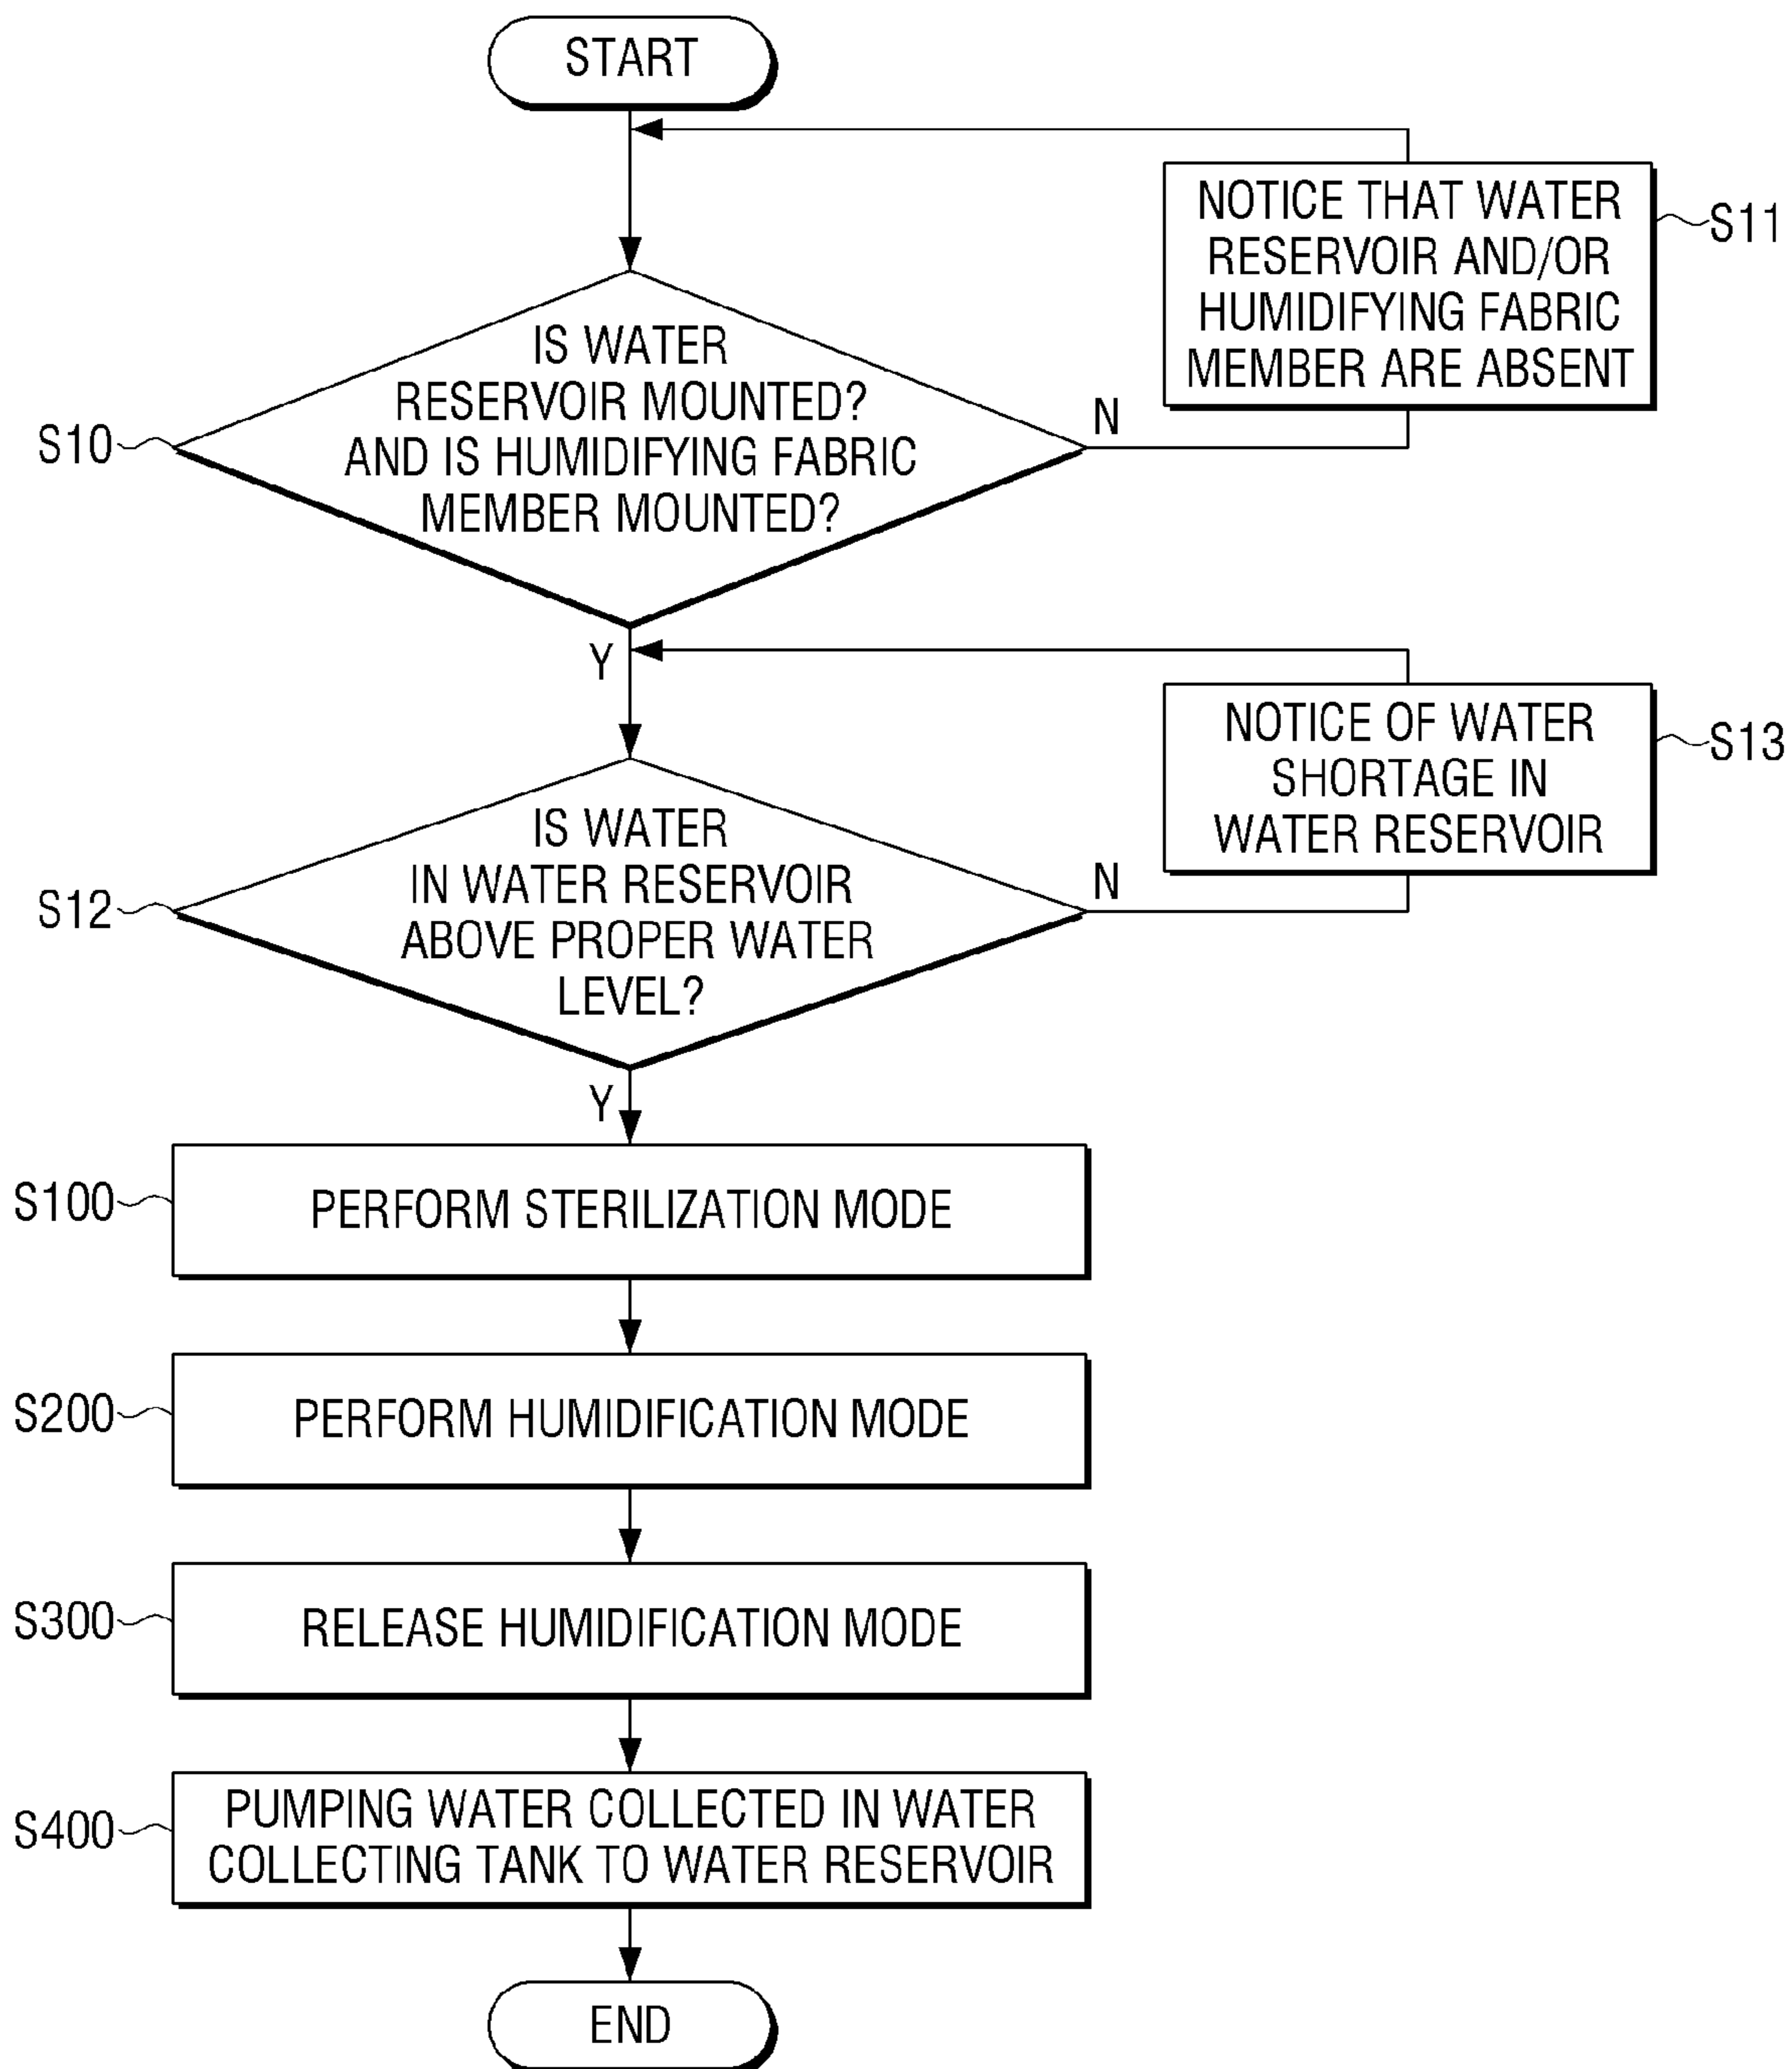 START
NOTICE THAT WATER
RESERVOIR AND/OR
HUMIDIFYING FABRIC
MEMBER ARE ABSENT
S11
IS WATER
RESERVOIR MOUNTED?
AND IS HUMIDIFYING FABRIC
MEMBER MOUNTED?
S10
N
Y
NOTICE OF WATER
SHORTAGE IN
WATER RESERVOIR
S13
IS WATER
IN WATER RESERVOIR
ABOVE PROPER WATER
LEVEL?
S12
N
Y
S100
PERFORM STERILIZATION MODE
S200
PERFORM HUMIDIFICATION MODE
S300
RELEASE HUMIDIFICATION MODE
S400
PUMPING WATER COLLECTED IN WATER
COLLECTING TANK TO WATER RESERVOIR
END